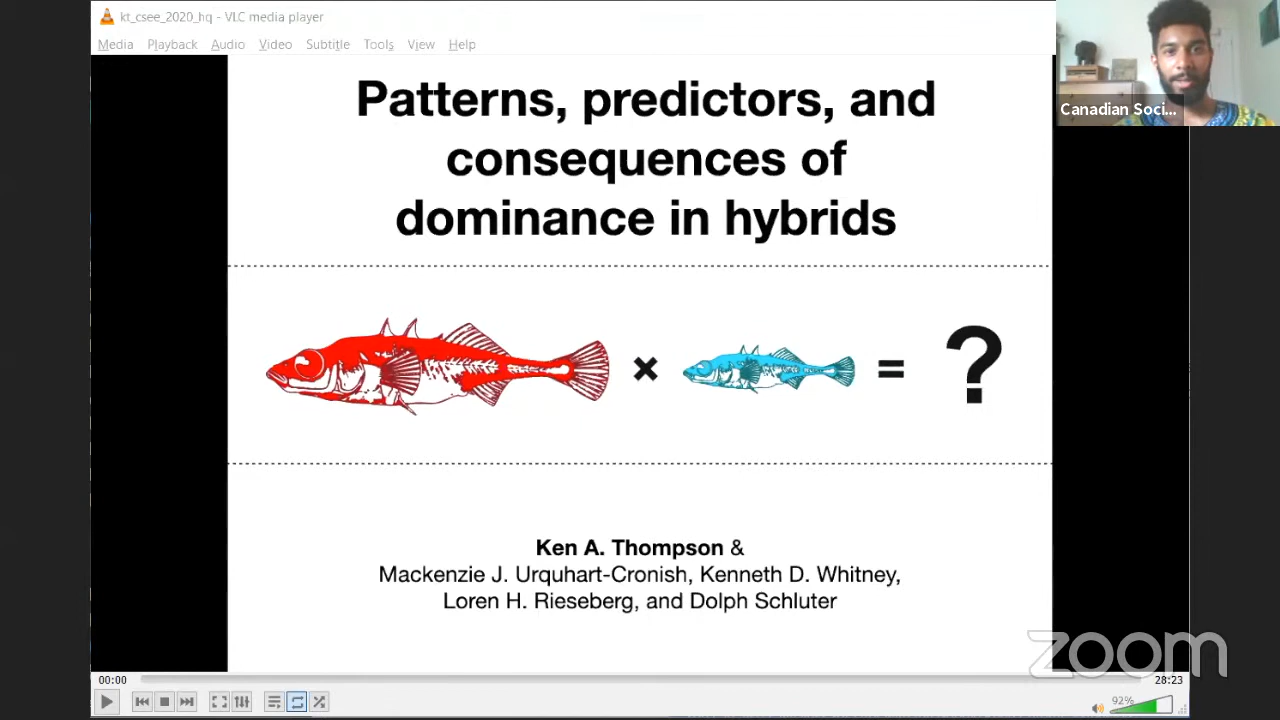 kt_csee_2020_hq - VLC media player
Media Playback Audio Video Subtitle Tools View Help
Canadian Soci...
Patterns, predictors, and
consequences of
dominance in hybrids
× = ?
Ken A. Thompson &
Mackenzie J. Urquhart-Cronish, Kenneth D. Whitney,
Loren H. Rieseberg, and Dolph Schluter
zoom
00:00 28:23
92%